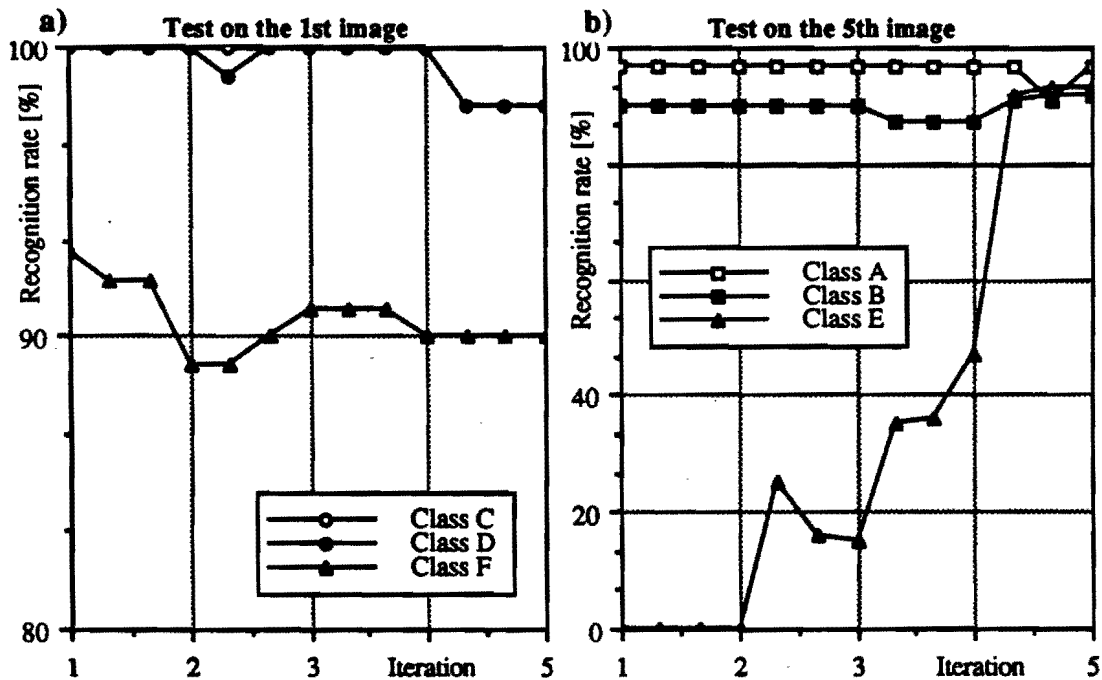 a) Test on the 1st image
100
Recognition rate [%]
90
Class C
Class D
Class F
80
1 2 3 Iteration 5
b) Test on the 5th image
100
Recognition rate [%]
Class A
Class B
Class E
40
20
0
1 2 3 Iteration 5